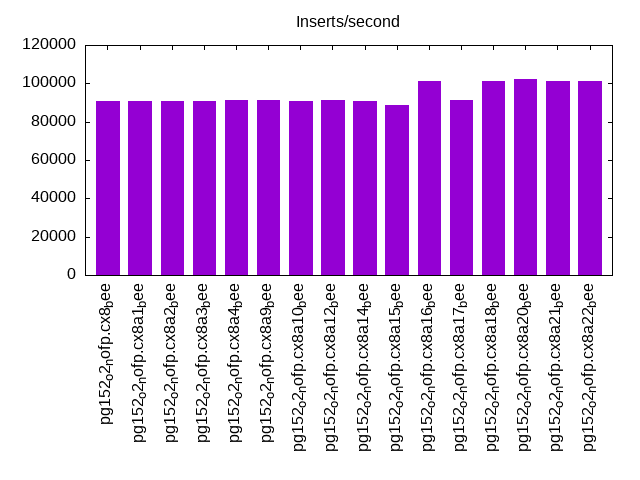 Inserts/second
120000
100000
80000
60000
40000
20000
0
pg152o2nofp.cx8bee
pg152o2nofp.cx8a1bee
pg152o2nofp.cx8a2bee
pg152o2nofp.cx8a3bee
pg152o2nofp.cx8a4bee
pg152o2nofp.cx8a9bee
pg152o2nofp.cx8a10bee
pg152o2nofp.cx8a12bee
pg152o2nofp.cx8a14bee
pg152o2nofp.cx8a15bee
pg152o2nofp.cx8a16bee
pg152o2nofp.cx8a17bee
pg152o2nofp.cx8a18bee
pg152o2nofp.cx8a20bee
pg152o2nofp.cx8a21bee
pg152o2nofp.cx8a22bee